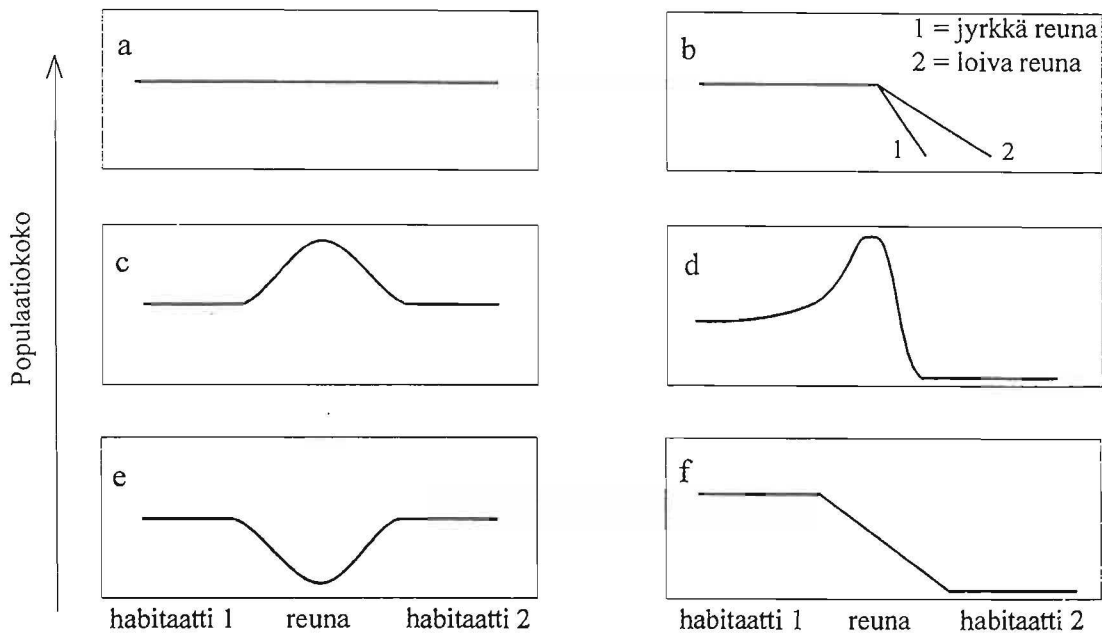 a
b
1 = jyrkkä reuna
2 = loiva reuna
1
2
Populaatiokoko
c
d
e
f
habitaatti 1
reuna
habitaatti 2
habitaatti 1
reuna
habitaatti 2